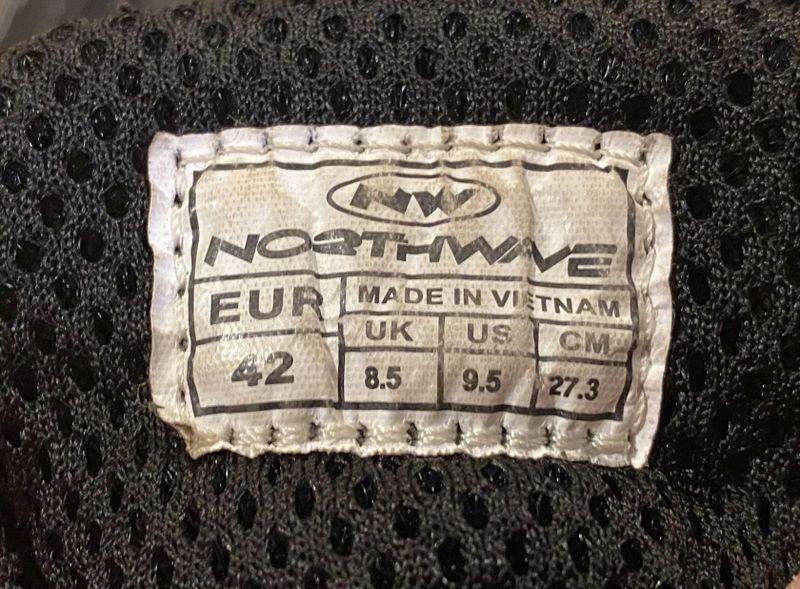 NW
NORTHWAVE
EUR MADE IN VIETNAM
UK US CM
42 8.5 9.5 27.3